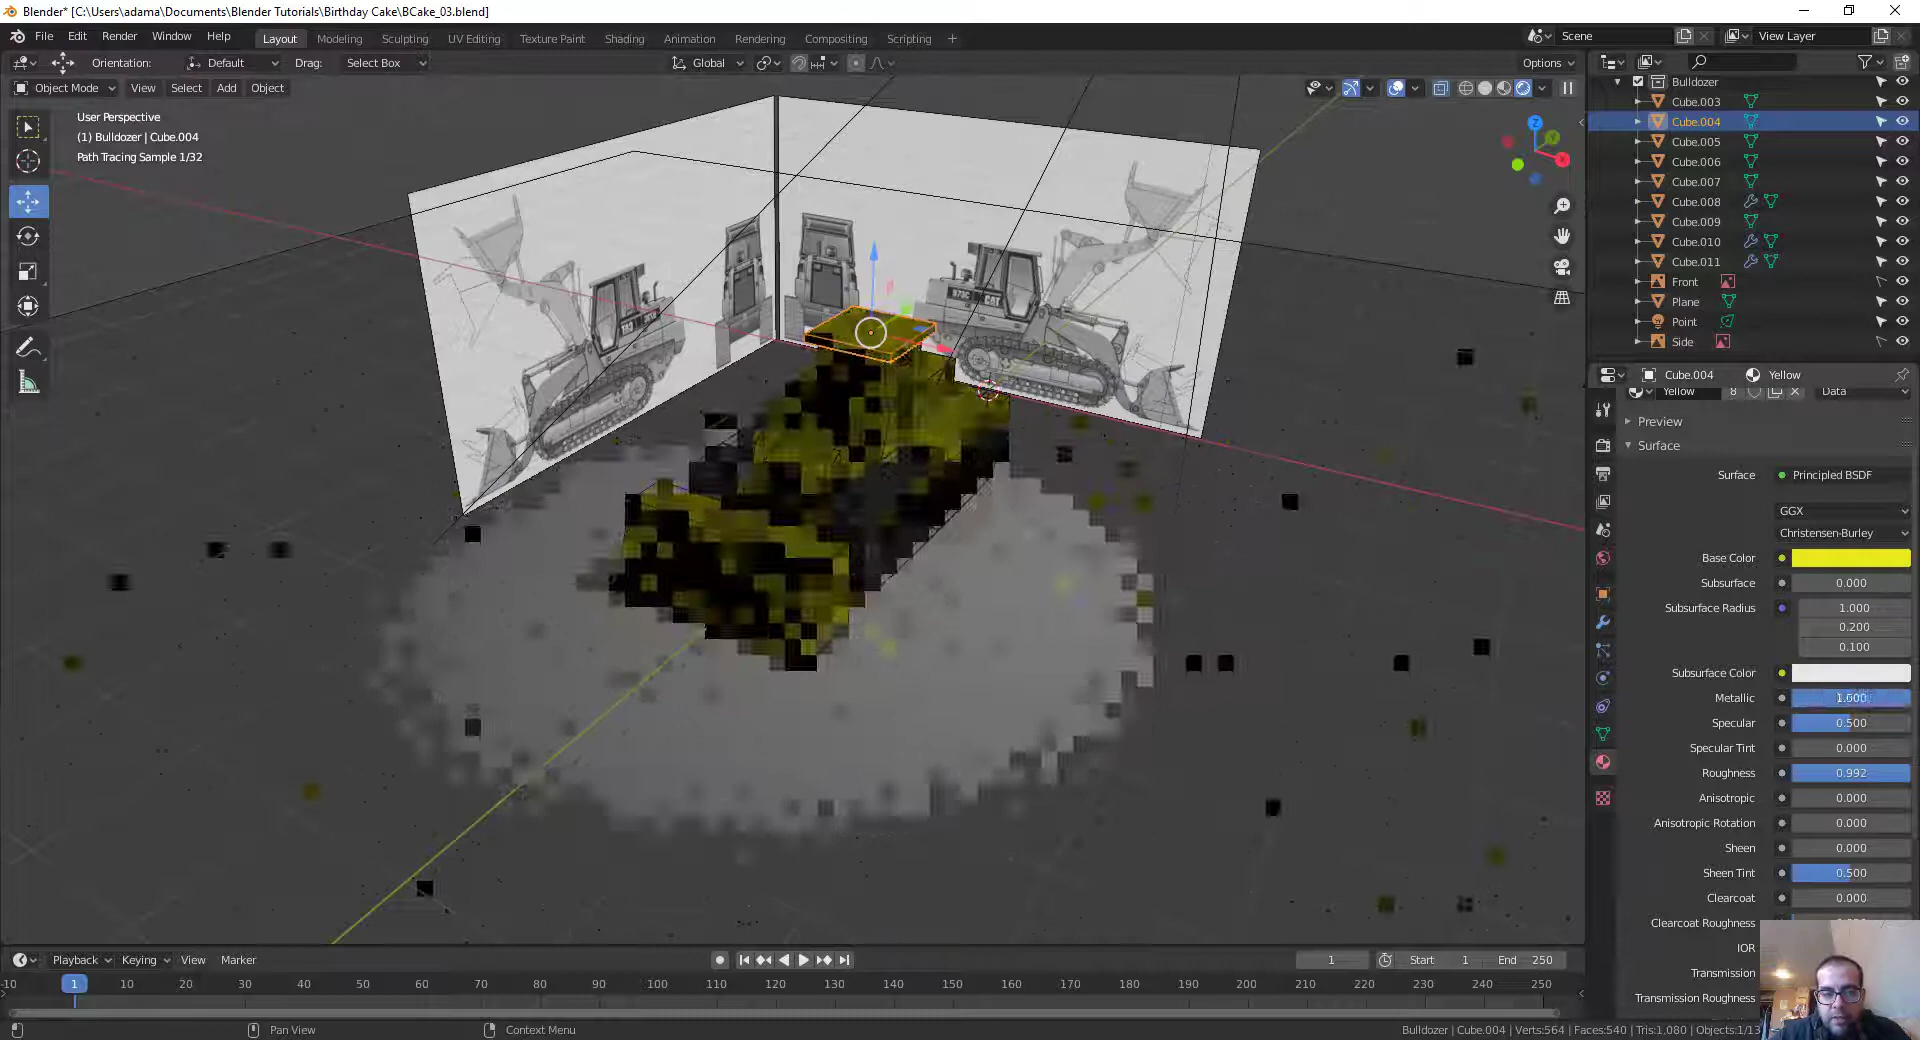 Blender* [C:\Users\adama\Documents\Blender Tutorials\Birthday Cake\BCake_03.blend]
File Edit Render Window Help Layout Modeling Sculpting UV Editing Texture Paint Shading Animation Rendering Compositing Scripting + Scene View Layer
Orientation: Default Drag: Select Box Global Options
Object Mode View Select Add Object
User Perspective
(1) Bulldozer | Cube.004
Path Tracing Sample 1/32
Z
Y
X
CAT
Bulldozer
Cube.003
Cube.004
Cube.005
Cube.006
Cube.007
Cube.008
Cube.009
Cube.010
Cube.011
Front
Plane
Point
Side
Cube.004 Yellow
Yellow 8 Data
Preview
Surface
Surface Principled BSDF
GGX
Christensen-Burley
Base Color
Subsurface 0.000
Subsurface Radius 1.000
0.200
0.100
Subsurface Color
Metallic 1.000
Specular 0.500
Specular Tint 0.000
Roughness 0.992
Anisotropic 0.000
Anisotropic Rotation 0.000
Sheen 0.000
Sheen Tint 0.500
Clearcoat 0.000
Clearcoat Roughness
IOR
Transmission
Transmission Roughness
Playback Keying View Marker 1 Start 1 End 250
-10 1 10 20 30 40 50 60 70 80 90 100 110 120 130 140 150 160 170 180 190 200 210 220 230 240 250
Pan View Context Menu Bulldozer | Cube.004 | Verts:564 | Faces:540 | Tris:1,080 | Objects:1/13